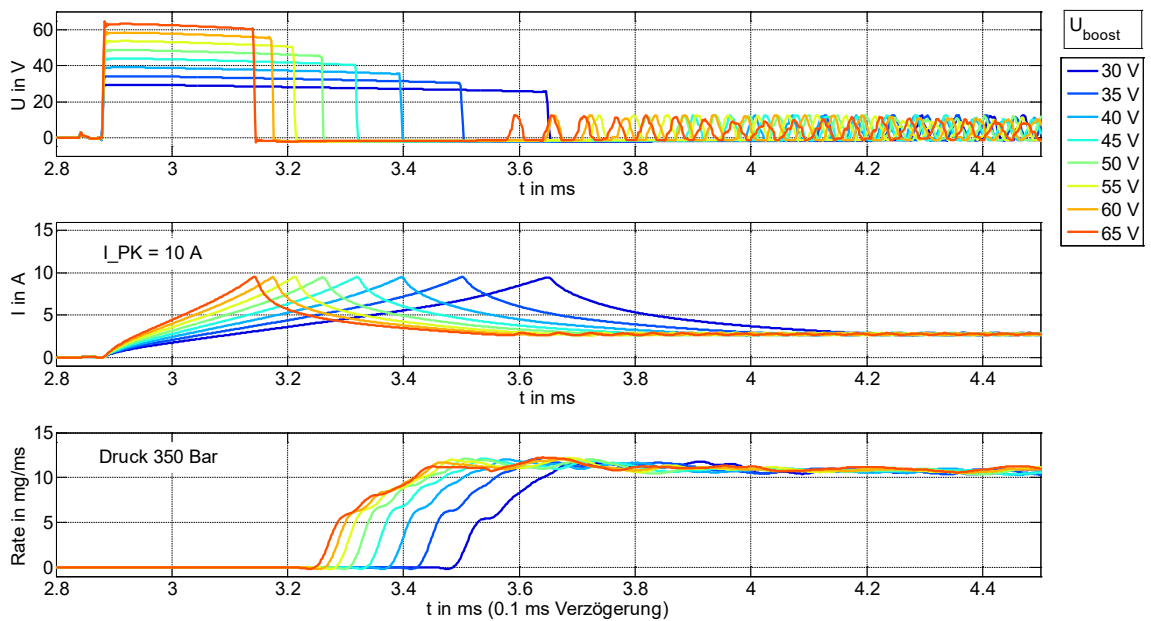 U in V
60
40
20
0
2.8 3 3.2 3.4 3.6 3.8 4 4.2 4.4
t in ms
U_boost
30 V
35 V
40 V
45 V
50 V
55 V
60 V
65 V
I in A
15
10
5
0
I_PK = 10 A
2.8 3 3.2 3.4 3.6 3.8 4 4.2 4.4
t in ms
Rate in mg/ms
15
10
5
0
Druck 350 Bar
2.8 3 3.2 3.4 3.6 3.8 4 4.2 4.4
t in ms (0.1 ms Verzögerung)